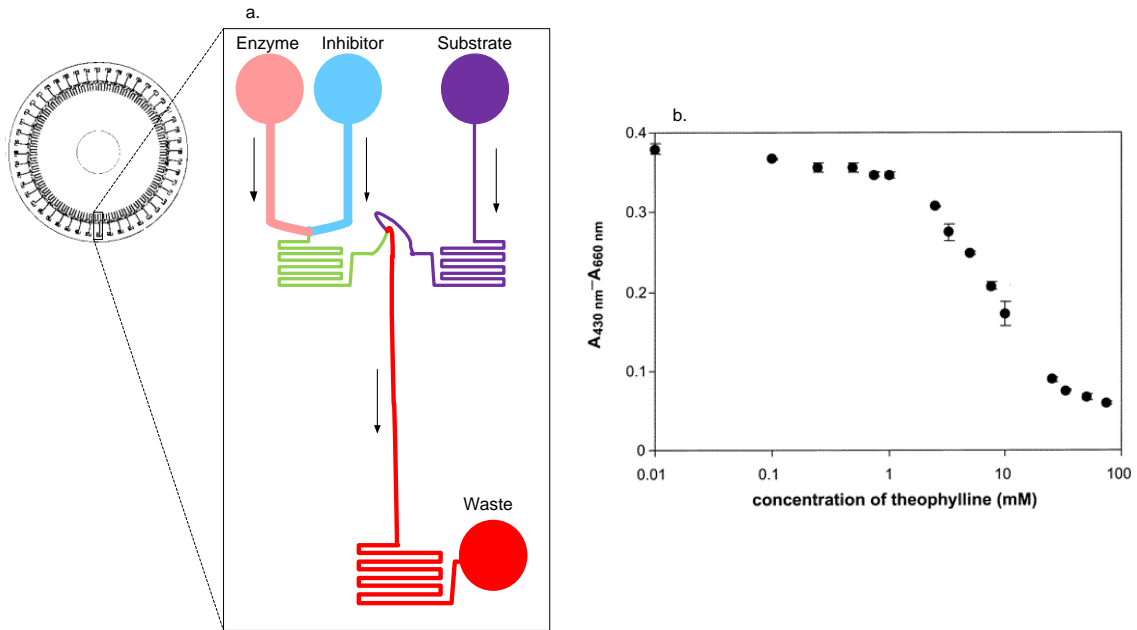 a.
Enzyme Inhibitor Substrate
Waste
b.
0.4
0.3
0.2
0.1
0
A430 nm–A660 nm
0.01 0.1 1 10 100
concentration of theophylline (mM)